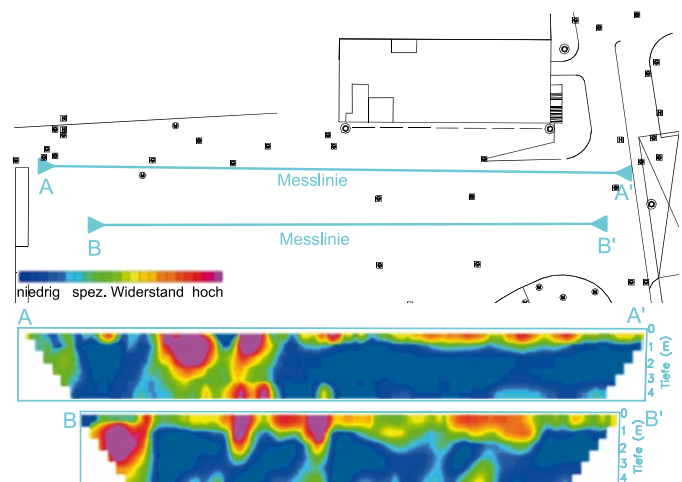 Messlinie
A A'
Messlinie
B B'
niedrig spez. Widerstand hoch
A A'
0
1
2
3
4
Tiefe (m)
B B'
0
1
2
3
4
Tiefe (m)